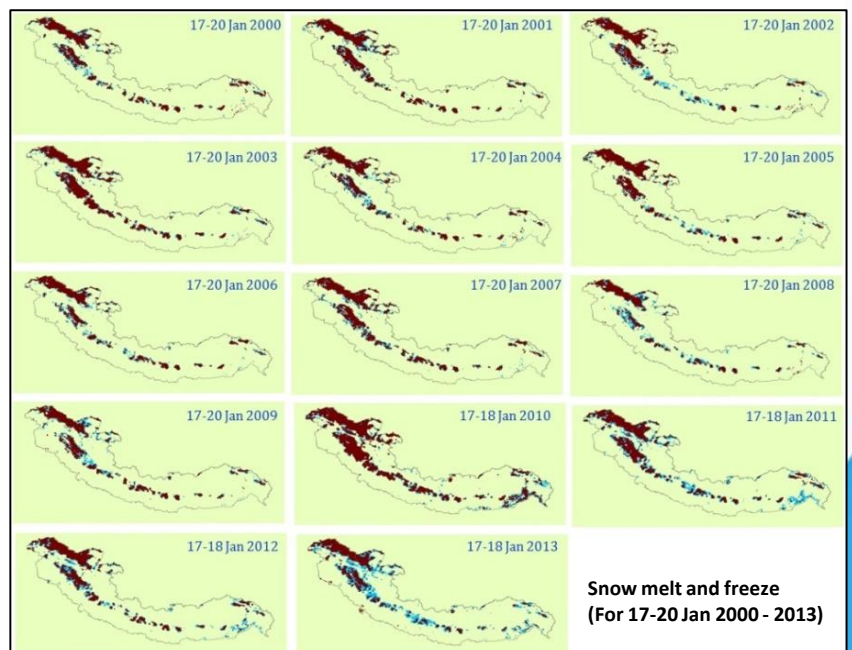 17-20 Jan 2000
17-20 Jan 2001
17-20 Jan 2002
17-20 Jan 2003
17-20 Jan 2004
17-20 Jan 2005
17-20 Jan 2006
17-20 Jan 2007
17-20 Jan 2008
17-20 Jan 2009
17-18 Jan 2010
17-18 Jan 2011
17-18 Jan 2012
17-18 Jan 2013
Snow melt and freeze
(For 17-20 Jan 2000 - 2013)